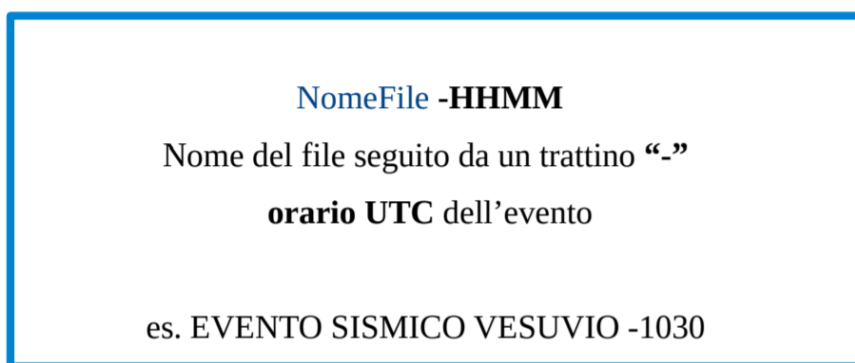 NomeFile -HHMM
Nome del file seguito da un trattino “-”
orario UTC dell’evento
es. EVENTO SISMICO VESUVIO -1030